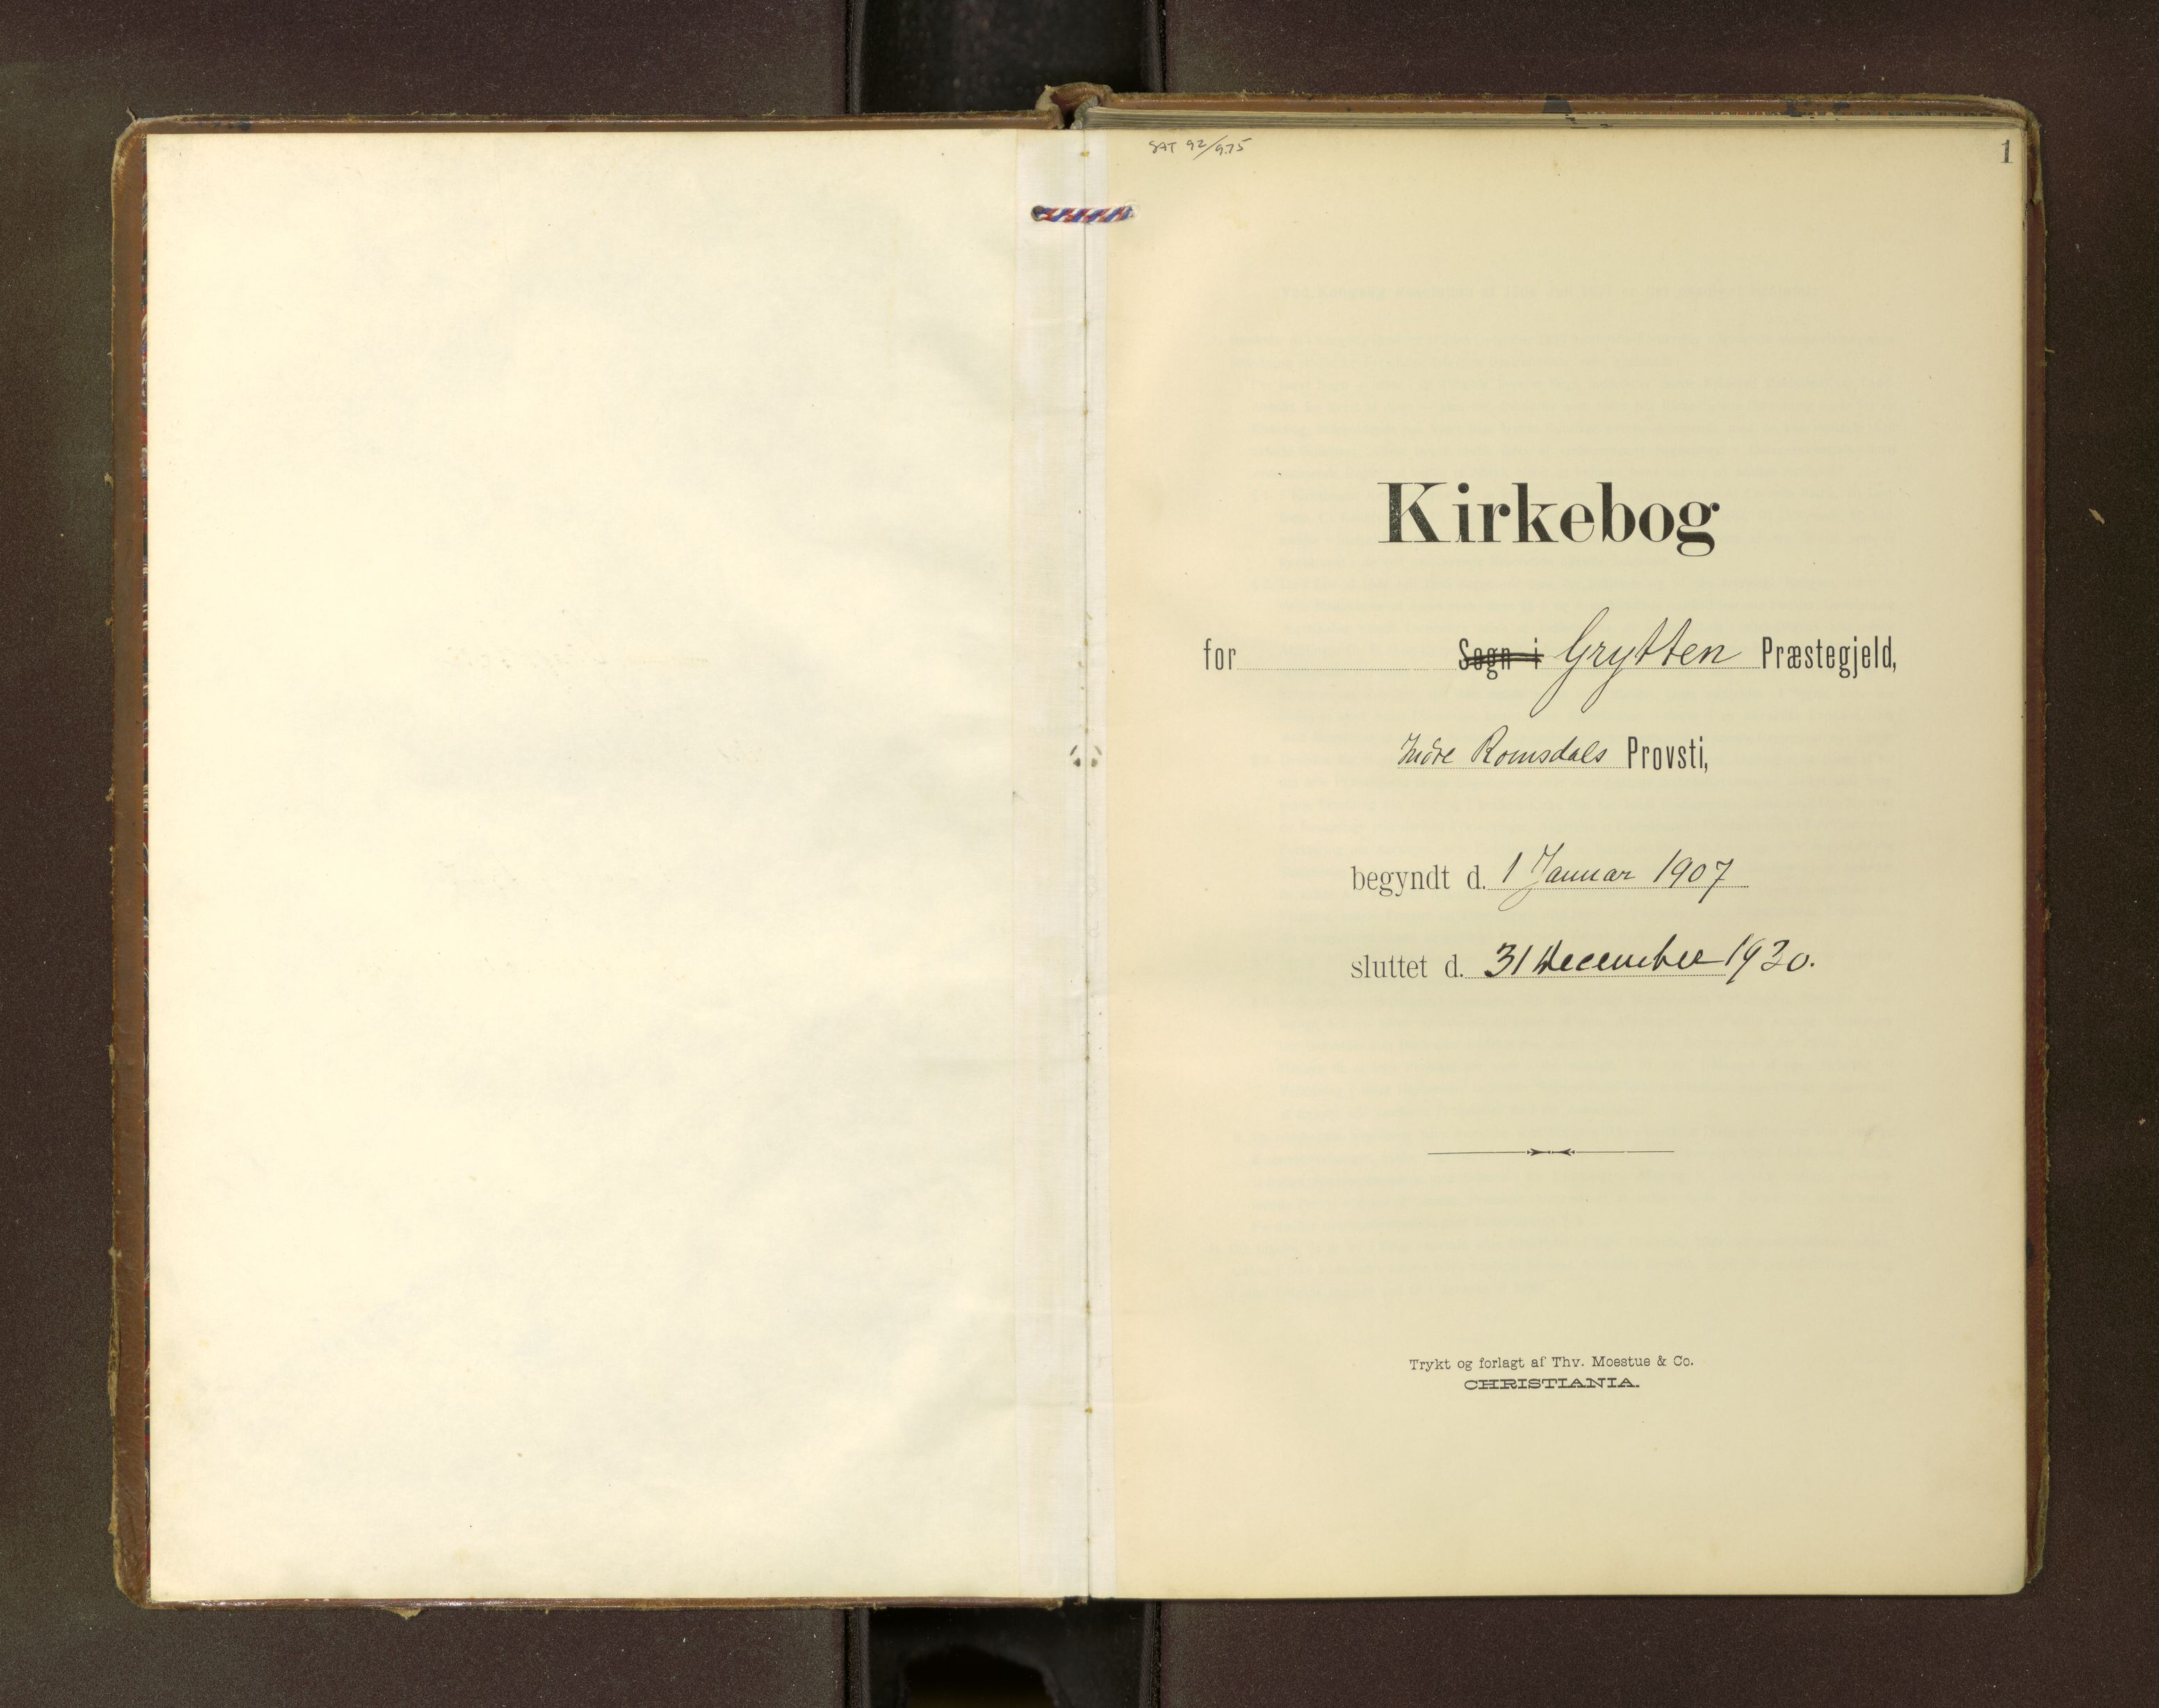 SAT 92/975
1
Kirkebog
for Sogn i Grytten Præstegjeld,
Indre Romsdals Provsti,
begyndt d. 1 Januar 1907
sluttet d. 31 December 1930.
Trykt og forlagt af Thv. Moestue & Co.
CHRISTIANIA.